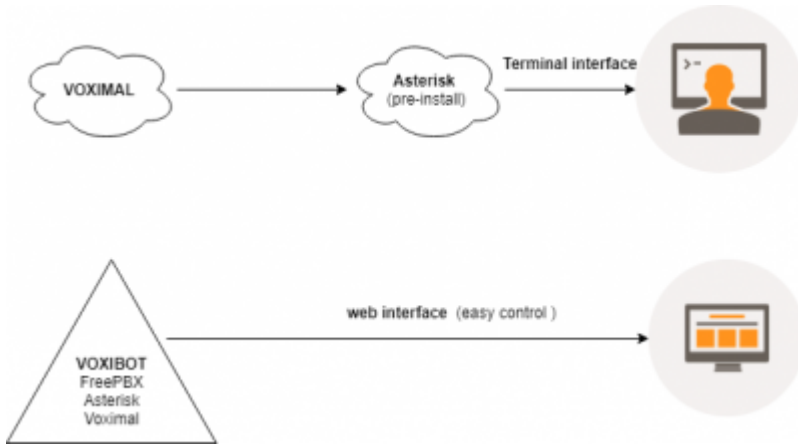 VOXIMAL
Asterisk
(pre-install)
Terminal interface
>-
web interface (easy control )
VOXIBOT
FreePBX
Asterisk
Voximal